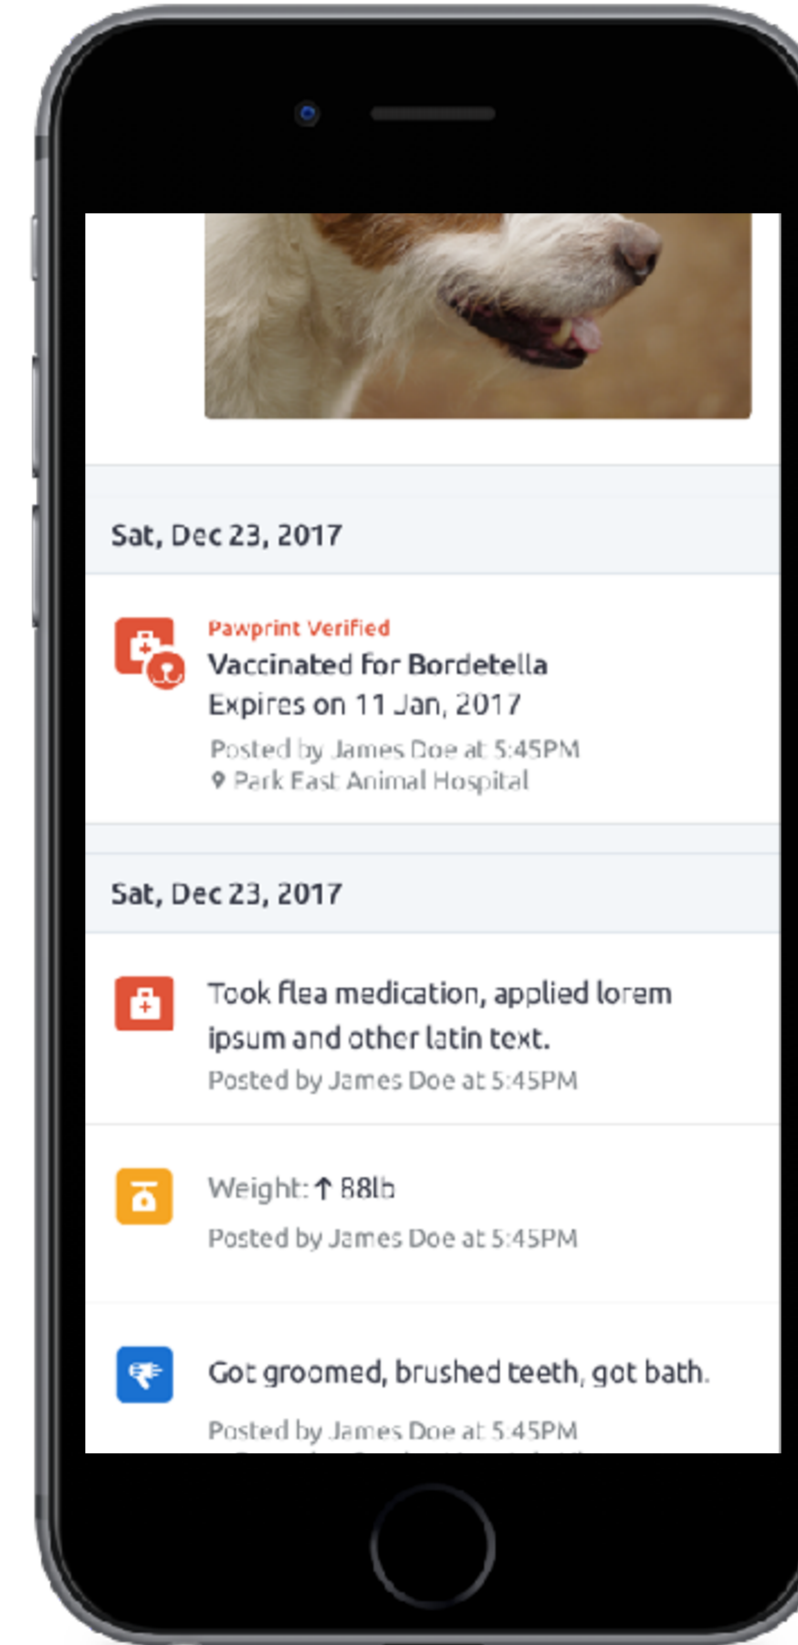 Sat, Dec 23, 2017
Pawprint Verified
Vaccinated for Bordetella
Expires on 11 Jan, 2017
Posted by James Doe at 5:45PM
Park East Animal Hospital
Sat, Dec 23, 2017
Took flea medication, applied lorem
ipsum and other latin text.
Posted by James Doe at 5:45PM
Weight: ↑ 88lb
Posted by James Doe at 5:45PM
Got groomed, brushed teeth, got bath.
Posted by James Doe at 5:45PM